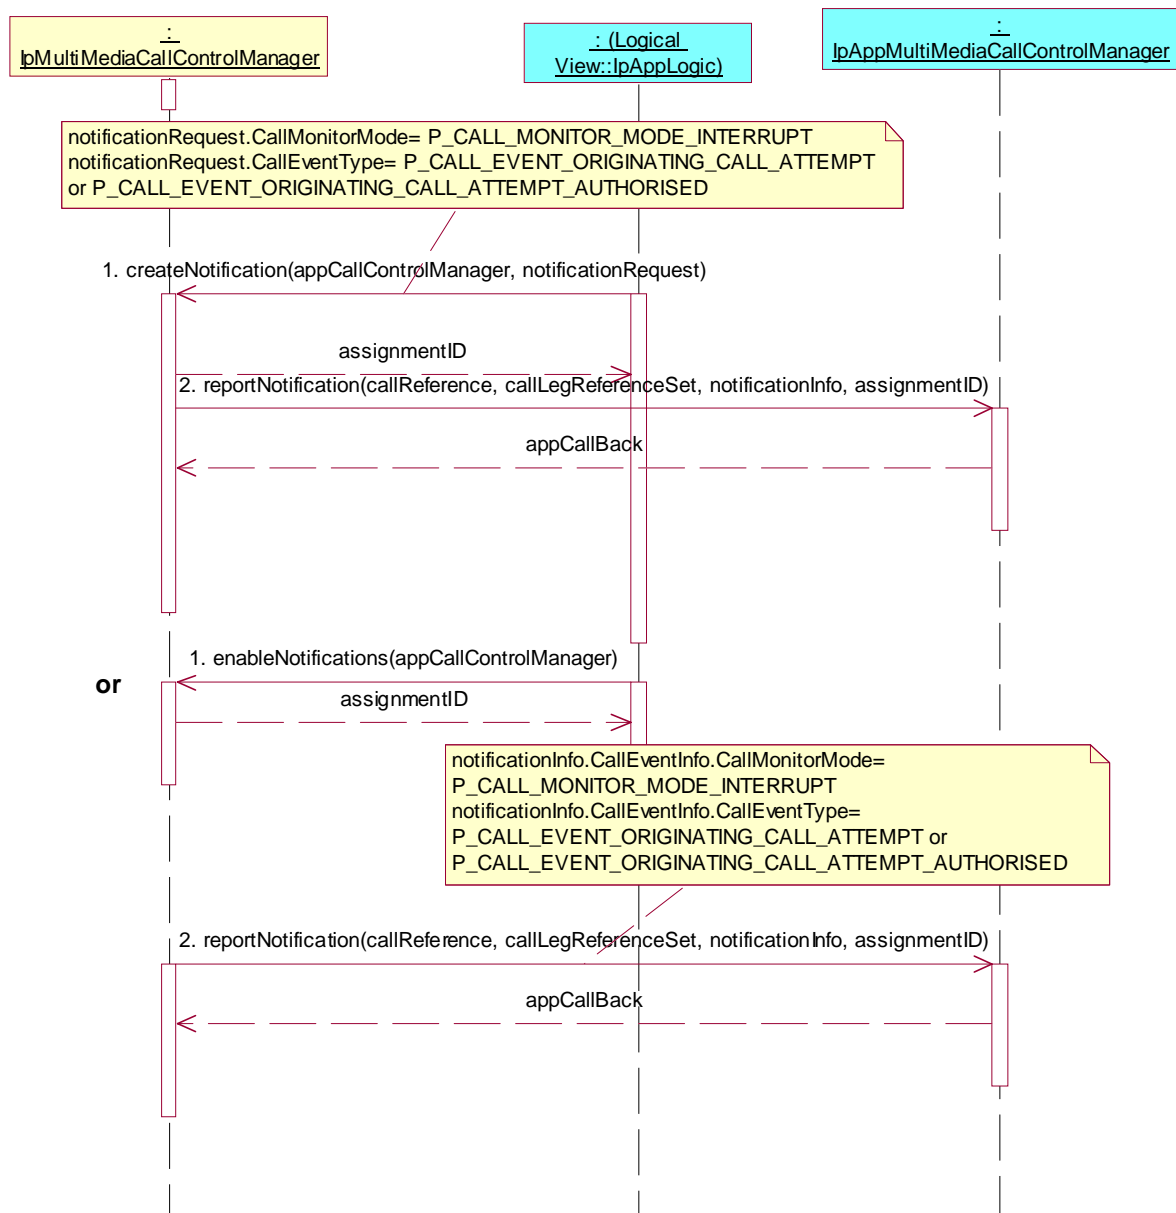 :
IpMultiMediaCallControlManager
: (Logical
View::IpAppLogic)
:
IpAppMultiMediaCallControlManager
notificationRequest.CallMonitorMode= P_CALL_MONITOR_MODE_INTERRUPT
notificationRequest.CallEventType= P_CALL_EVENT_ORIGINATING_CALL_ATTEMPT
or P_CALL_EVENT_ORIGINATING_CALL_ATTEMPT_AUTHORISED
1. createNotification(appCallControlManager, notificationRequest)
assignmentID
2. reportNotification(callReference, callLegReferenceSet, notificationInfo, assignmentID)
appCallBack
1. enableNotifications(appCallControlManager)
or
assignmentID
notificationInfo.CallEventInfo.CallMonitorMode=
P_CALL_MONITOR_MODE_INTERRUPT
notificationInfo.CallEventInfo.CallEventType=
P_CALL_EVENT_ORIGINATING_CALL_ATTEMPT or
P_CALL_EVENT_ORIGINATING_CALL_ATTEMPT_AUTHORISED
2. reportNotification(callReference, callLegReferenceSet, notificationInfo, assignmentID)
appCallBack